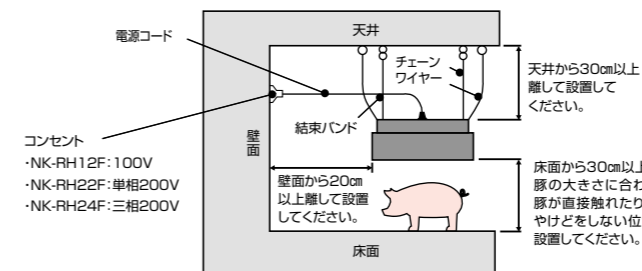 天井
電源コード
チェーン
ワイヤー
天井から30㎝以上
離して設置して
ください。
コンセント
・NK-RH12F：100V
・NK-RH22F：単相200V
・NK-RH24F：三相200V
壁面
結束バンド
壁面から20㎝
以上離して設置
してください。
床面から30㎝以上
豚の大きさに合わ
豚が直接触れたり
やけどをしない位
設置してください。
床面